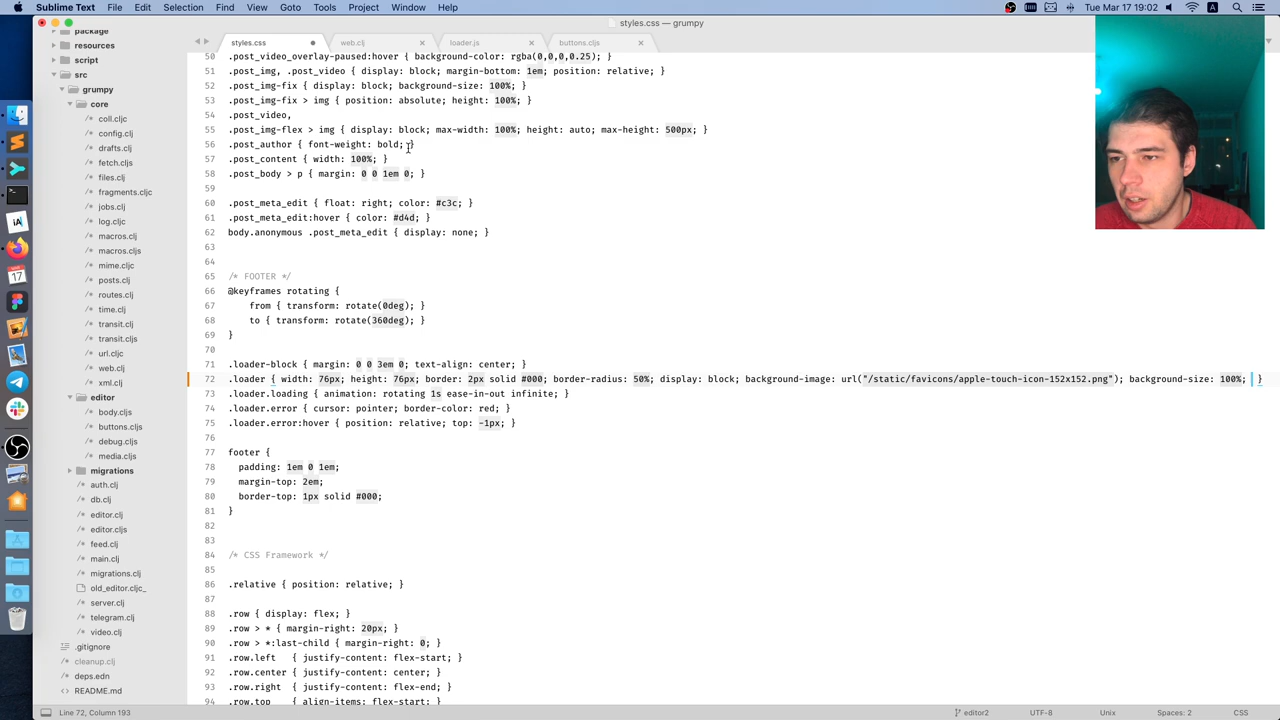 Sublime Text File Edit Selection Find View Goto Tools Project Window Help
Tue Mar 17 19:02
styles.css — grumpy
styles.css
web.clj
loader.js
buttons.cljs
package
resources
script
src
grumpy
core
coll.cljc
config.clj
drafts.clj
fetch.cljs
files.clj
fragments.cljc
jobs.clj
log.cljc
macros.clj
macros.cljs
mime.cljc
posts.clj
routes.clj
time.clj
transit.clj
transit.cljs
url.cljc
web.clj
xml.clj
editor
body.cljs
buttons.cljs
debug.cljs
media.cljs
migrations
auth.clj
db.clj
editor.clj
editor.cljs
feed.clj
main.clj
migrations.clj
old_editor.cljc_
server.clj
telegram.clj
video.clj
.gitignore
cleanup.clj
deps.edn
README.md
50 .post_video_overlay-paused:hover { background-color: rgba(0,0,0,0.25); }
51 .post_img, .post_video { display: block; margin-bottom: 1em; position: relative; }
52 .post_img-fix { display: block; background-size: 100%; }
53 .post_img-fix > img { position: absolute; height: 100%; }
54 .post_video,
55 .post_img-flex > img { display: block; max-width: 100%; height: auto; max-height: 500px; }
56 .post_author { font-weight: bold; }
57 .post_content { width: 100%; }
58 .post_body > p { margin: 0 0 1em 0; }
59
60 .post_meta_edit { float: right; color: #c3c; }
61 .post_meta_edit:hover { color: #d4d; }
62 body.anonymous .post_meta_edit { display: none; }
63
64
65 /* FOOTER */
66 @keyframes rotating {
67 from { transform: rotate(0deg); }
68 to { transform: rotate(360deg); }
69 }
70
71 .loader-block { margin: 0 0 3em 0; text-align: center; }
72 .loader { width: 76px; height: 76px; border: 2px solid #000; border-radius: 50%; display: block; background-image: url("/static/favicons/apple-touch-icon-152x152.png"); background-size: 100%; }
73 .loader.loading { animation: rotating 1s ease-in-out infinite; }
74 .loader.error { cursor: pointer; border-color: red; }
75 .loader.error:hover { position: relative; top: -1px; }
76
77 footer {
78 padding: 1em 0 1em;
79 margin-top: 2em;
80 border-top: 1px solid #000;
81 }
82
83
84 /* CSS Framework */
85
86 .relative { position: relative; }
87
88 .row { display: flex; }
89 .row > * { margin-right: 20px; }
90 .row > *:last-child { margin-right: 0; }
91 .row.left { justify-content: flex-start; }
92 .row.center { justify-content: center; }
93 .row.right { justify-content: flex-end; }
94 .row.top { align-items: flex-start; }
Line 72, Column 193
editor2
UTF-8
Unix
Spaces: 2
CSS